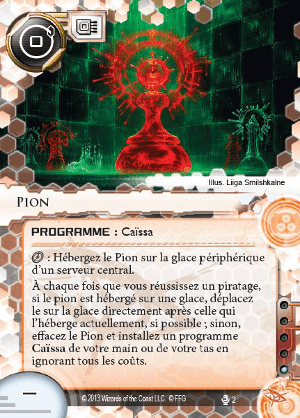 0
Illus. Liiga Smilshkalne
PION
PROGRAMME : Caïssa
: Hébergez le Pion sur la glace périphérique
d'un serveur central.
À chaque fois que vous réussissez un piratage,
si le pion est hébergé sur une glace, déplacez
le sur la glace directement après celle qui
l'héberge actuellement, si possible ; sinon,
effacez le Pion et installez un programme
Caïssa de votre main ou de votre tas en
ignorant tous les coûts.
–
© 2013 Wizards of the Coast LLC. © FFG
2